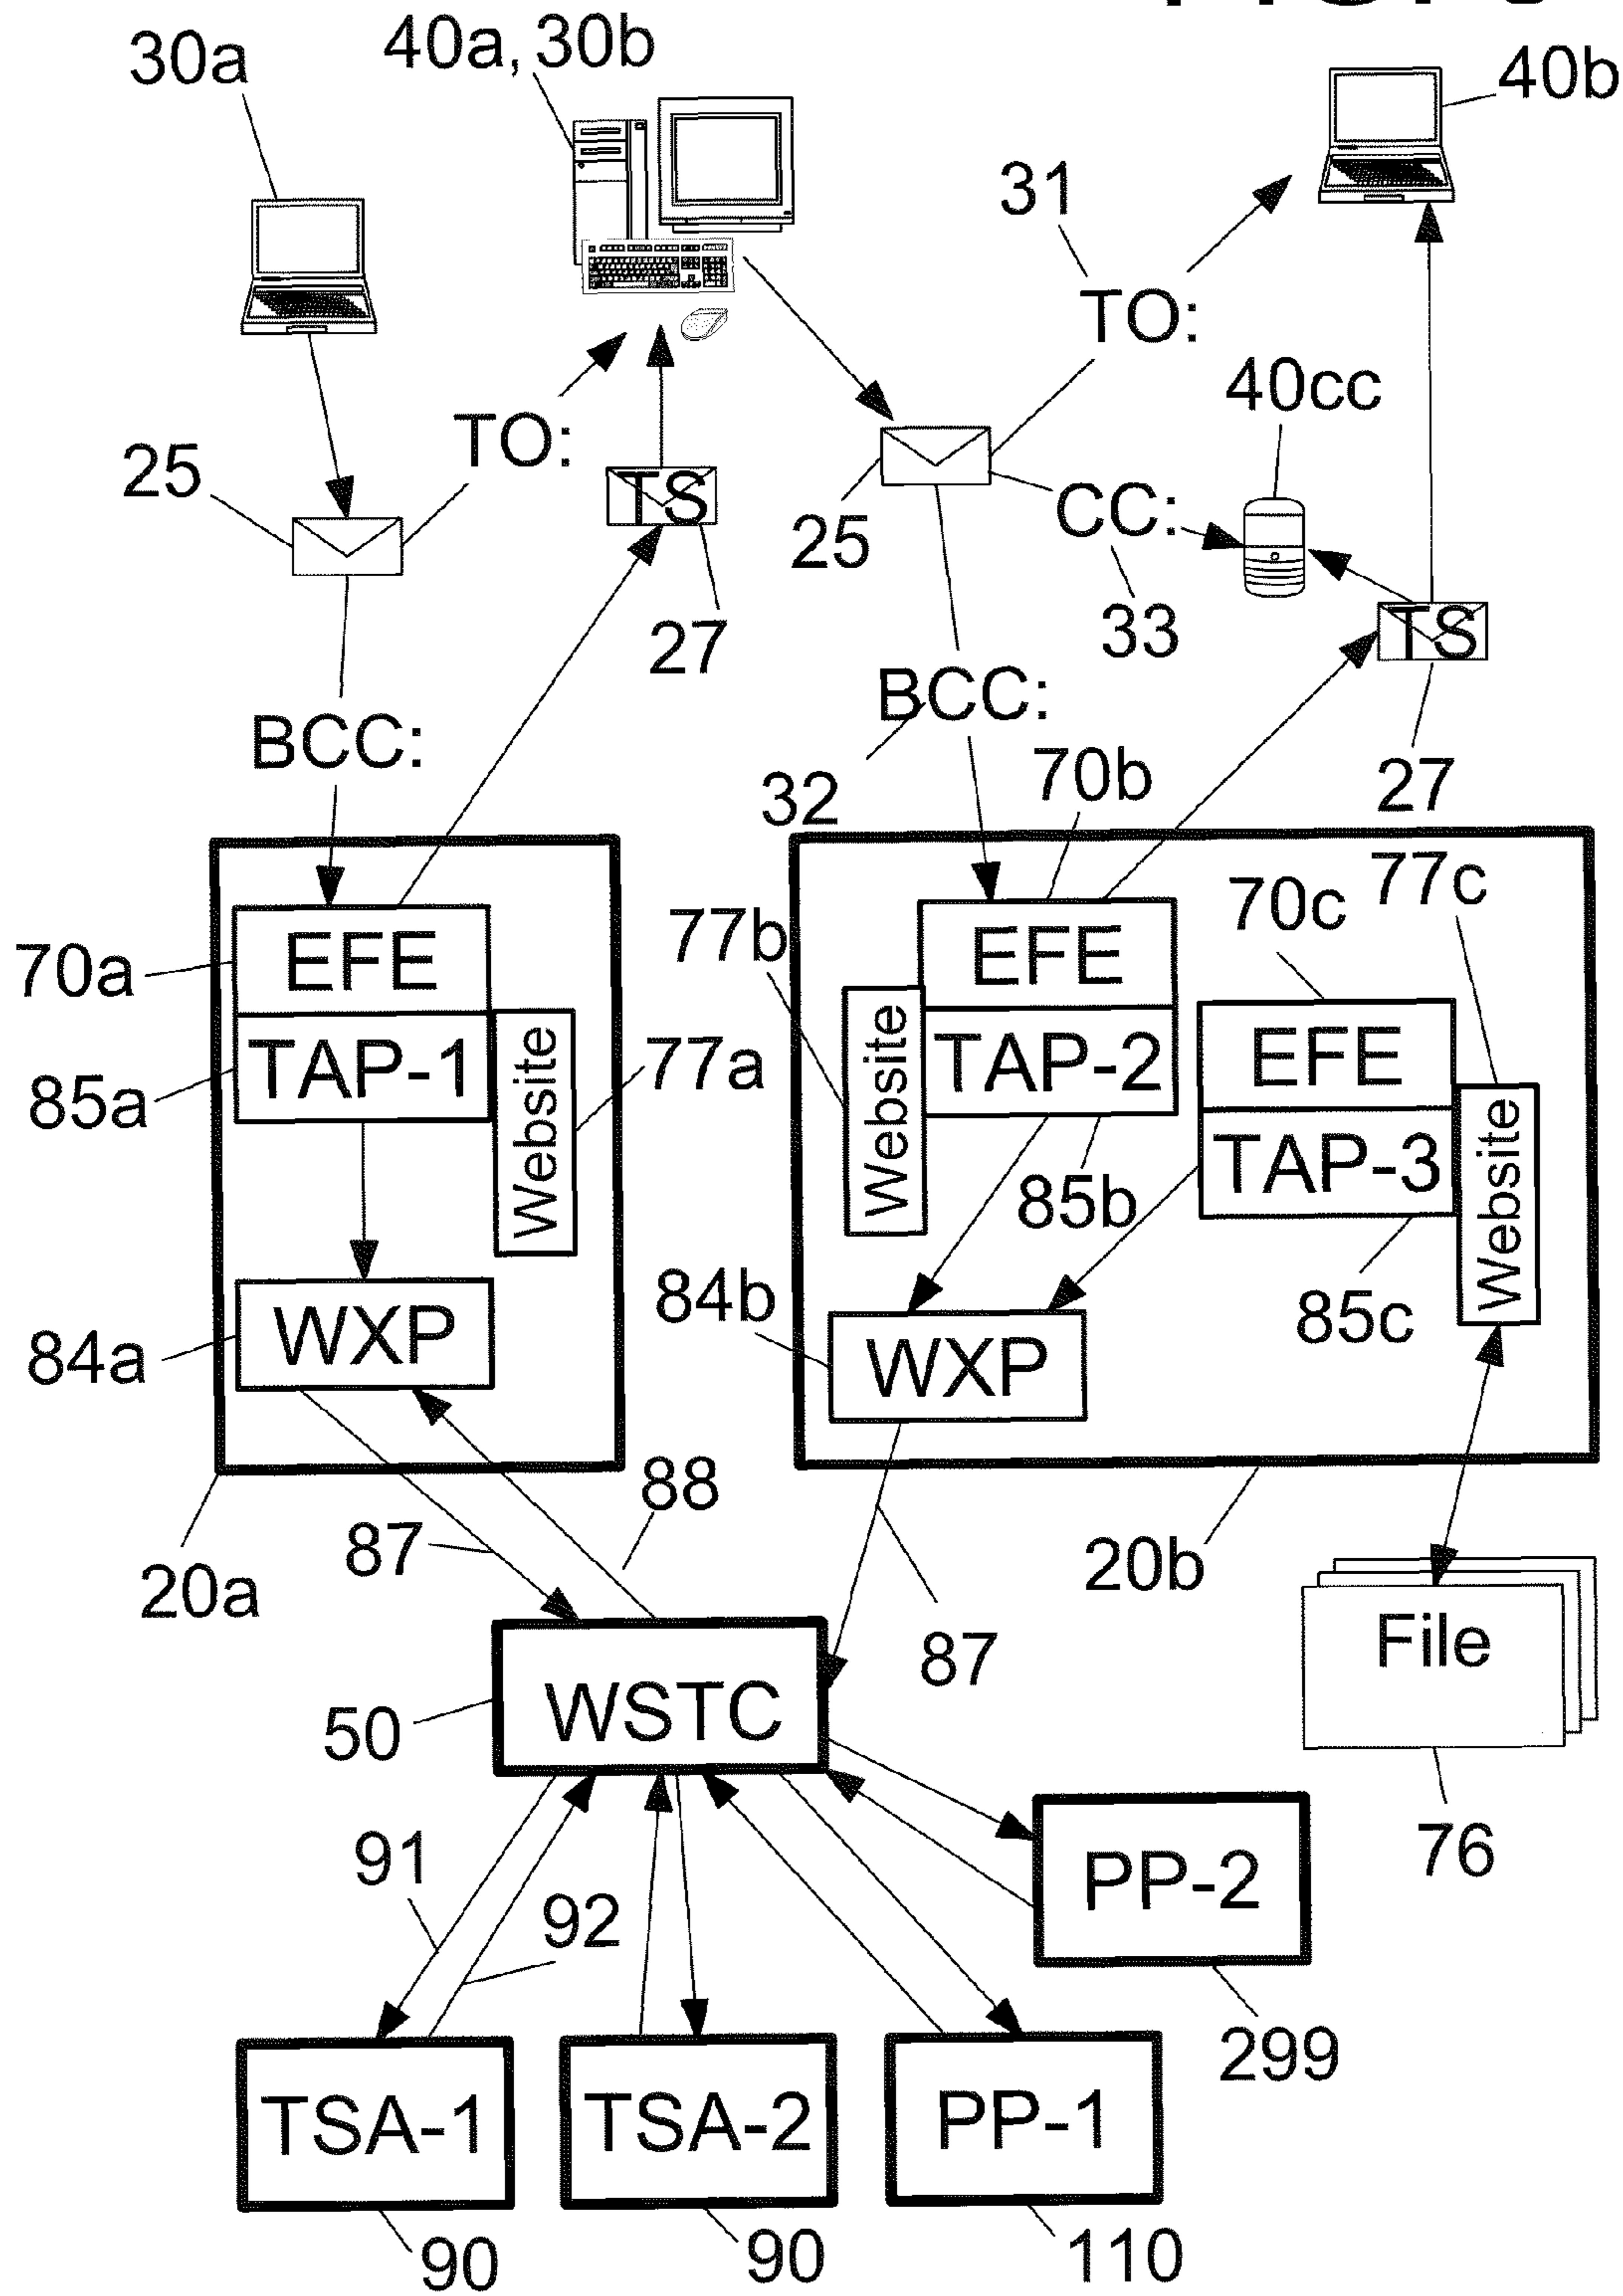 30a
40a, 30b
40b
31
TO:
40cc
25
TO:
TS
25
CC:
27
33
TS
BCC:
BCC:
32
70b
27
77c
70c
77b
70a
EFE
EFE
TAP-1
Website
77a
85a
Website
TAP-2
EFE
TAP-3
Website
85b
85c
84b
84a
WXP
WXP
88
87
20a
20b
87
File
50
WSTC
76
91
92
PP-2
299
TSA-1
TSA-2
PP-1
90
90
110